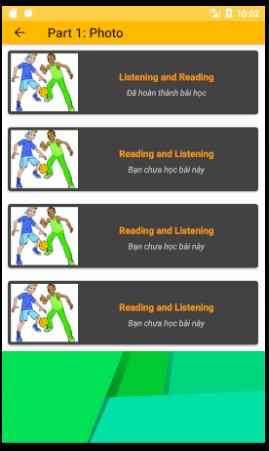 10:02
Part 1: Photo
Listening and Reading
Đã hoàn thành bài học
Reading and Listening
Bạn chưa học bài này
Reading and Listening
Bạn chưa học bài này
Reading and Listening
Bạn chưa học bài này